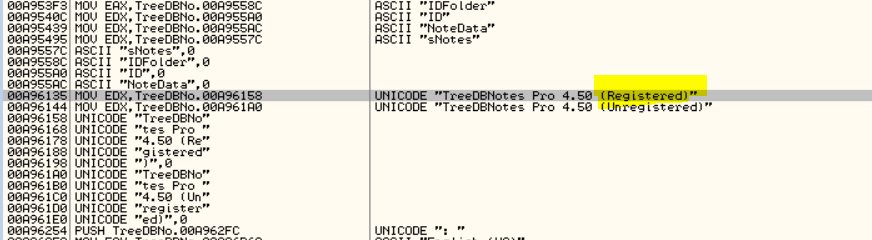 00A953F3 MOV EAX,TreeDBNo.00A9558C ASCII "IDFolder"
00A9540C MOV EDX,TreeDBNo.00A955A0 ASCII "ID"
00A95439 MOV EDX,TreeDBNo.00A955AC ASCII "NoteData"
00A95495 MOV EDX,TreeDBNo.00A9557C ASCII "sNotes"
00A9557C ASCII "sNotes",0
00A9558C ASCII "IDFolder",0
00A955A0 ASCII "ID",0
00A955AC ASCII "NoteData",0
00A96135 MOV EDX,TreeDBNo.00A96158 UNICODE "TreeDBNotes Pro 4.50 (Registered)"
00A96144 MOV EDX,TreeDBNo.00A961A0 UNICODE "TreeDBNotes Pro 4.50 (Unregistered)"
00A96158 UNICODE "TreeDBNo"
00A96168 UNICODE "tes Pro "
00A96178 UNICODE "4.50 (Re"
00A96188 UNICODE "gistered"
00A96198 UNICODE ")",0
00A961A0 UNICODE "TreeDBNo"
00A961B0 UNICODE "tes Pro "
00A961C0 UNICODE "4.50 (Un"
00A961D0 UNICODE "register"
00A961E0 UNICODE "ed)",0
00A96254 PUSH TreeDBNo.00A962FC UNICODE ": "